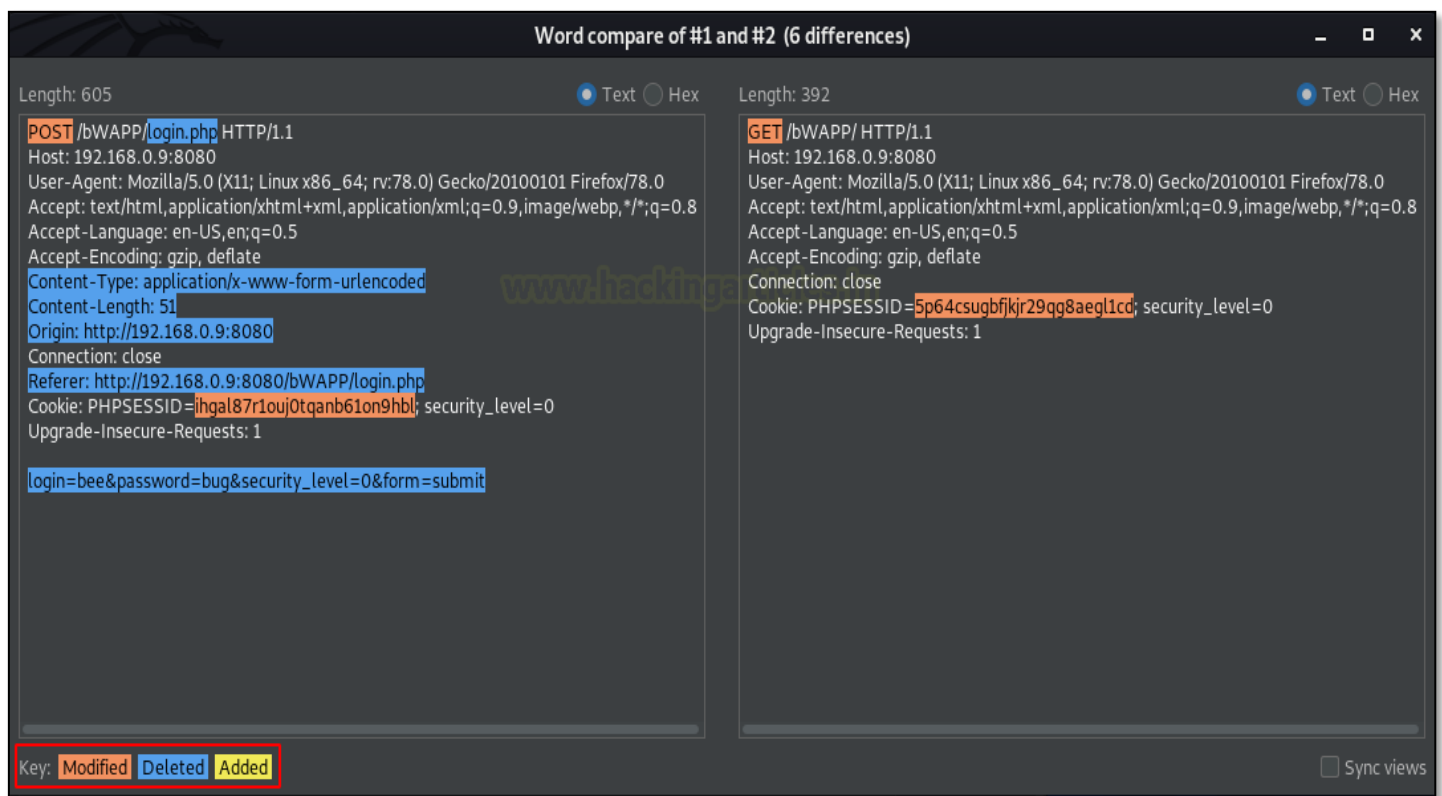 Word compare of #1 and #2 (6 differences)
Length: 605
Text Hex
POST /bWAPP/login.php HTTP/1.1
Host: 192.168.0.9:8080
User-Agent: Mozilla/5.0 (X11; Linux x86_64; rv:78.0) Gecko/20100101 Firefox/78.0
Accept: text/html,application/xhtml+xml,application/xml;q=0.9,image/webp,*/*;q=0.8
Accept-Language: en-US,en;q=0.5
Accept-Encoding: gzip, deflate
Content-Type: application/x-www-form-urlencoded
Content-Length: 51
Origin: http://192.168.0.9:8080
Connection: close
Referer: http://192.168.0.9:8080/bWAPP/login.php
Cookie: PHPSESSID=ihgal87r1ouj0tqanb61on9hbl; security_level=0
Upgrade-Insecure-Requests: 1
login=bee&password=bug&security_level=0&form=submit
Length: 392
Text Hex
GET /bWAPP/ HTTP/1.1
Host: 192.168.0.9:8080
User-Agent: Mozilla/5.0 (X11; Linux x86_64; rv:78.0) Gecko/20100101 Firefox/78.0
Accept: text/html,application/xhtml+xml,application/xml;q=0.9,image/webp,*/*;q=0.8
Accept-Language: en-US,en;q=0.5
Accept-Encoding: gzip, deflate
Connection: close
Cookie: PHPSESSID=5p64csugbfjkjr29qg8aegl1cd; security_level=0
Upgrade-Insecure-Requests: 1
www.hackingarticles.in
Key: Modified Deleted Added
Sync views